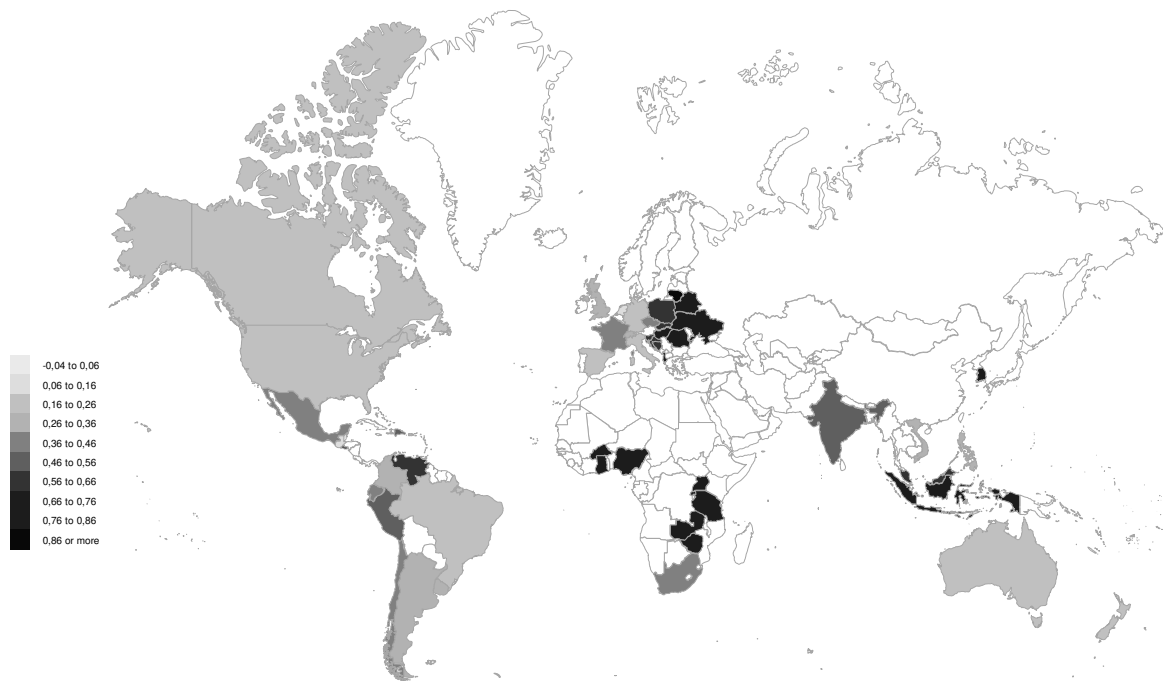 -0,04 to 0,06
0,06 to 0,16
0,16 to 0,26
0,26 to 0,36
0,36 to 0,46
0,46 to 0,56
0,56 to 0,66
0,66 to 0,76
0,76 to 0,86
0,86 or more